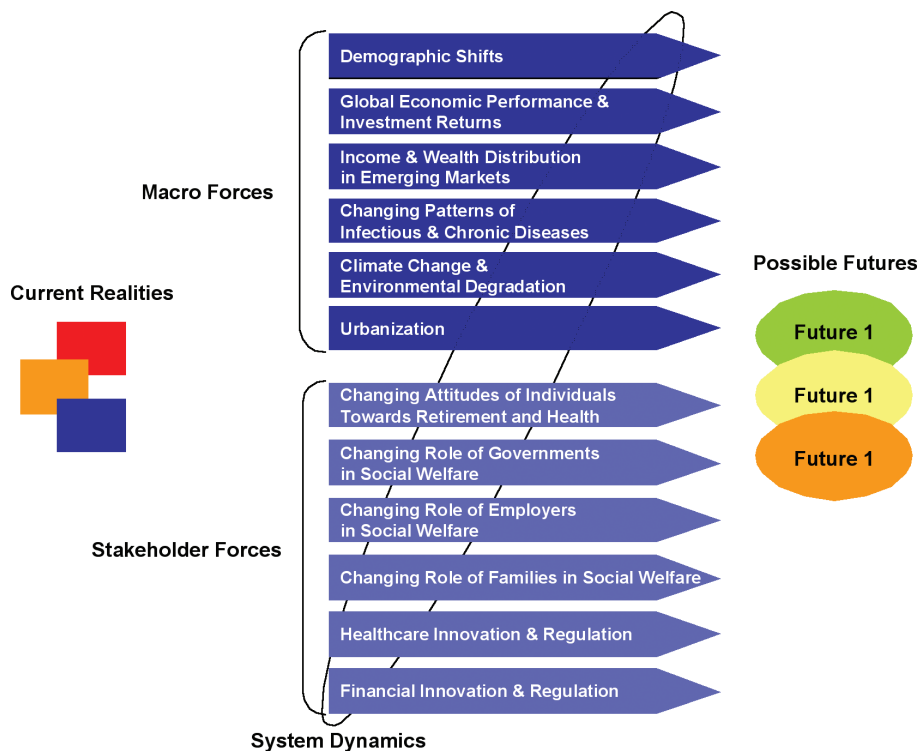 Current Realities
Macro Forces
Demographic Shifts
Global Economic Performance &
Investment Returns
Income & Wealth Distribution
in Emerging Markets
Changing Patterns of
Infectious & Chronic Diseases
Climate Change &
Environmental Degradation
Urbanization
Stakeholder Forces
Changing Attitudes of Individuals
Towards Retirement and Health
Changing Role of Governments
in Social Welfare
Changing Role of Employers
in Social Welfare
Changing Role of Families in Social Welfare
Healthcare Innovation & Regulation
Financial Innovation & Regulation
System Dynamics
Possible Futures
Future 1
Future 1
Future 1